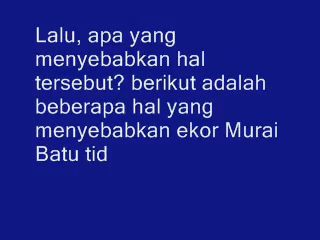 Lalu, apa yang
menyebabkan hal
tersebut? berikut adalah
beberapa hal yang
menyebabkan ekor Murai
Batu tid